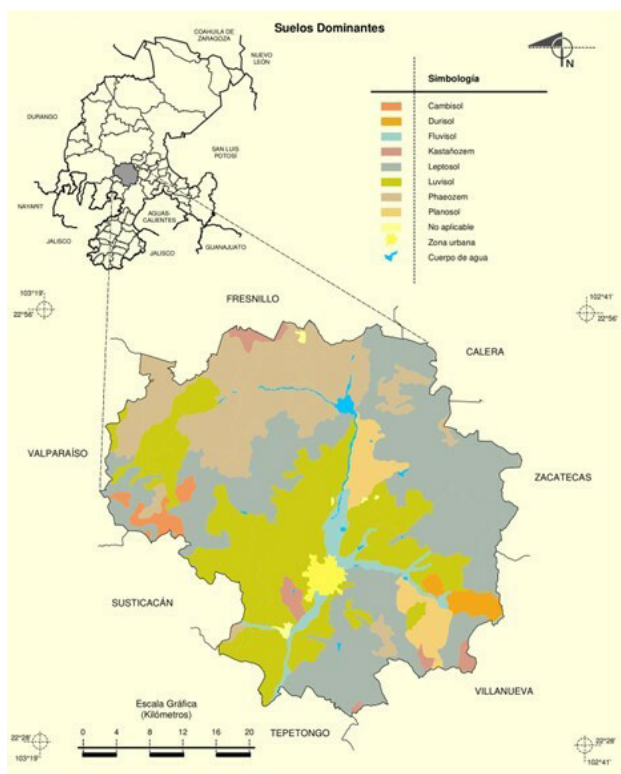 Suelos Dominantes
COAHUILA DE
ZARAGOZA
NUEVO
LEÓN
DURANGO
SAN LUIS
POTOSÍ
NAYARIT
AGUAS-
CALIENTES
JALISCO
JALISCO
GUANAJUATO
N
Simbología
Cambisol
Durisol
Fluvisol
Kastañozem
Leptosol
Luvisol
Phaeozem
Planosol
No aplicable
Zona urbana
Cuerpo de agua
103°19'
22°56'
102°41'
22°56'
FRESNILLO
CALERA
VALPARAÍSO
ZACATECAS
SUSTICACÁN
VILLANUEVA
TEPETONGO
Escala Gráfica
(Kilómetros)
0 4 8 12 16 20
22°28'
103°19'
22°28'
102°41'